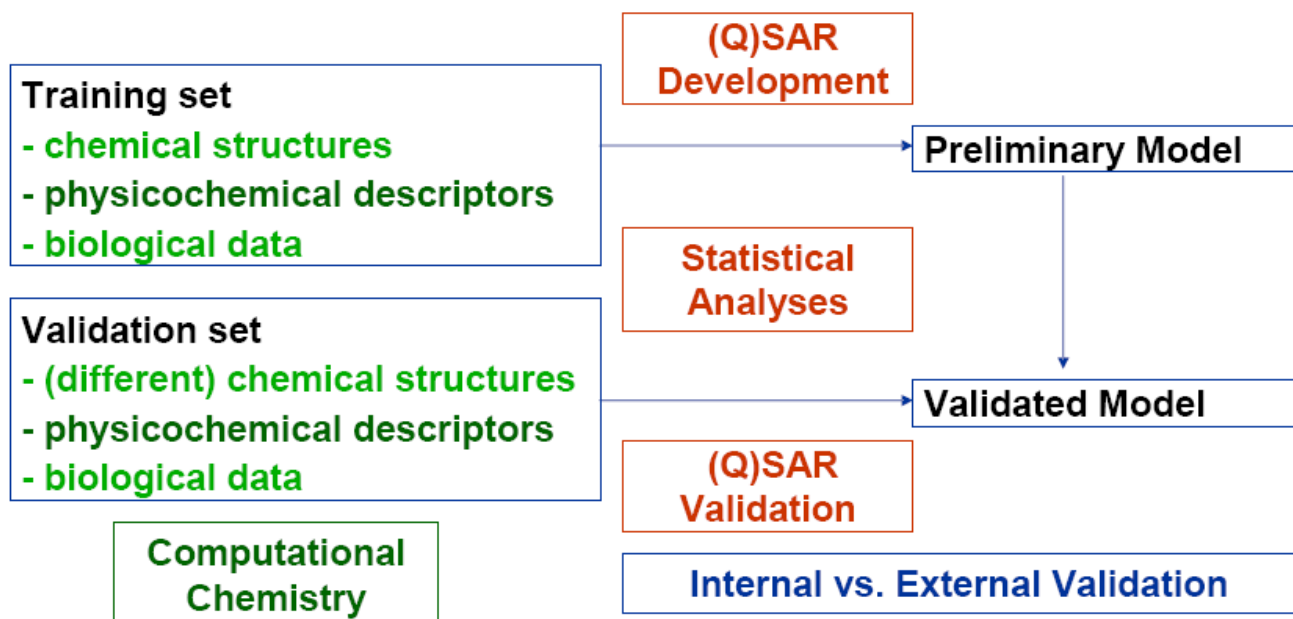 (Q)SAR
Development
Training set
- chemical structures
- physicochemical descriptors
- biological data
Preliminary Model
Statistical
Analyses
Validation set
- (different) chemical structures
- physicochemical descriptors
- biological data
Validated Model
(Q)SAR
Validation
Computational
Chemistry
Internal vs. External Validation